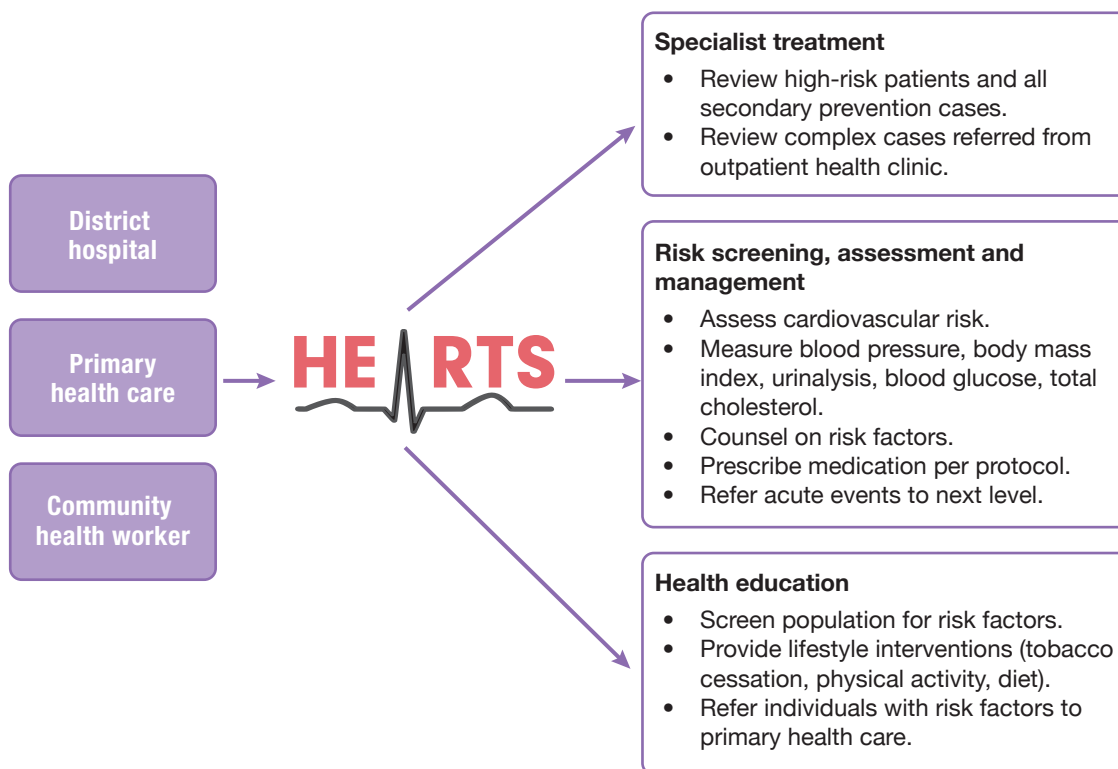 District
hospital
Primary
health care
Community
health worker
HEARTS
Specialist treatment
• Review high-risk patients and all
secondary prevention cases.
• Review complex cases referred from
outpatient health clinic.
Risk screening, assessment and
management
• Assess cardiovascular risk.
• Measure blood pressure, body mass
index, urinalysis, blood glucose, total
cholesterol.
• Counsel on risk factors.
• Prescribe medication per protocol.
• Refer acute events to next level.
Health education
• Screen population for risk factors.
• Provide lifestyle interventions (tobacco
cessation, physical activity, diet).
• Refer individuals with risk factors to
primary health care.